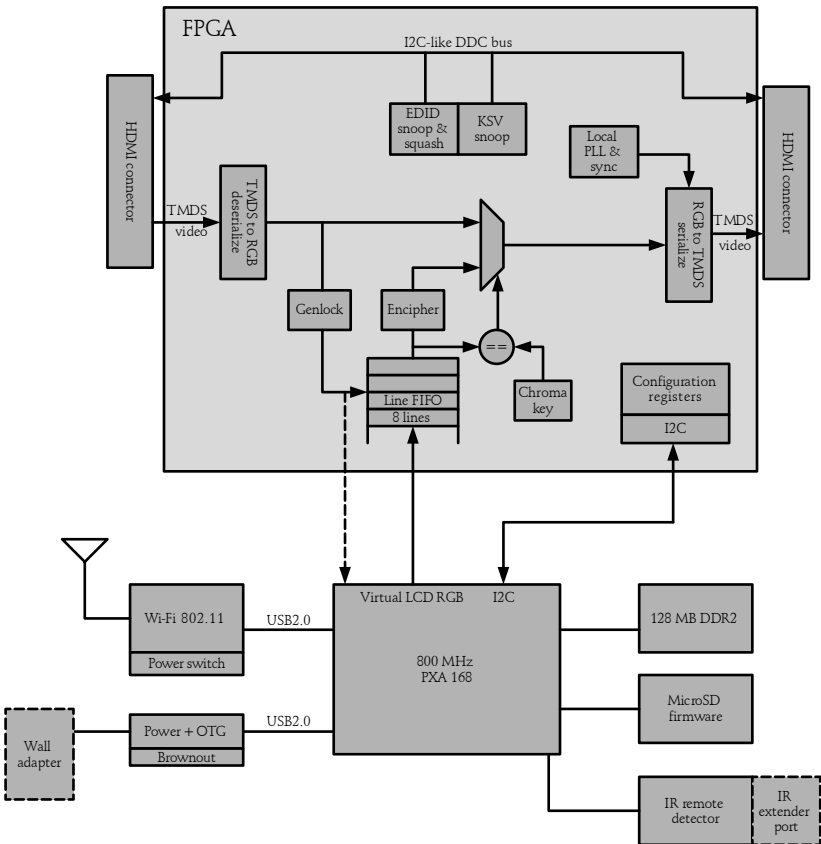 FPGA
I2C-like DDC bus
HDMI connector
EDID
snoop &
squash
KSV
snoop
HDMI connector
Local
PLL &
sync
TMDS
video
TMDS to RGB
deserialize
RGB to TMDS
serialize
TMDS
video
Genlock
Encipher
==
Chroma
key
Line FIFO
8 lines
Configuration
registers
I2C
Virtual LCD RGB
I2C
Wi-Fi 802.11
Power switch
USB2.0
800 MHz
PXA 168
128 MB DDR2
MicroSD
firmware
Wall
adapter
Power + OTG
Brownout
USB2.0
IR remote
detector
IR
extender
port